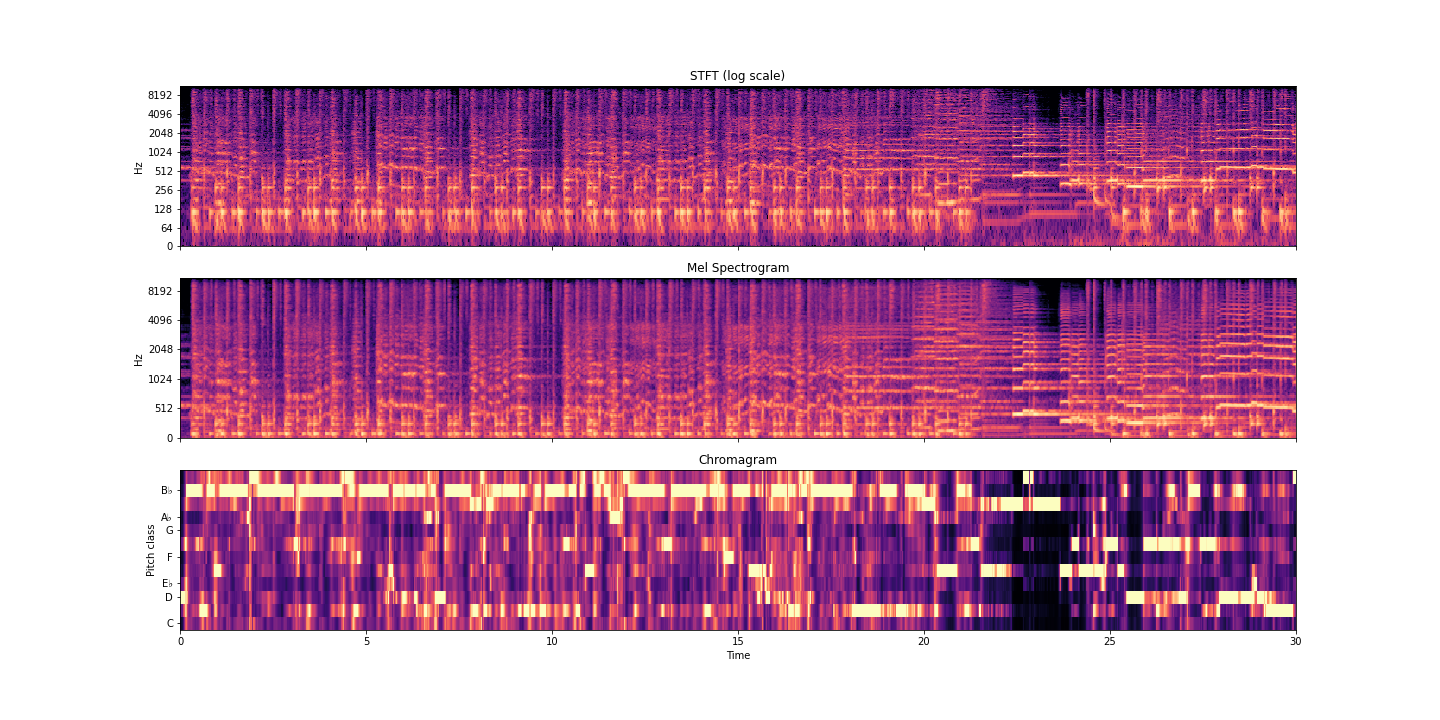 STFT (log scale)
8192
4096
2048
1024
512
256
128
64
0
Hz
Mel Spectrogram
8192
4096
2048
1024
512
0
Hz
Chromagram
B♭
A♭
G
F
E♭
D
C
Pitch class
0 5 10 15 20 25 30
Time